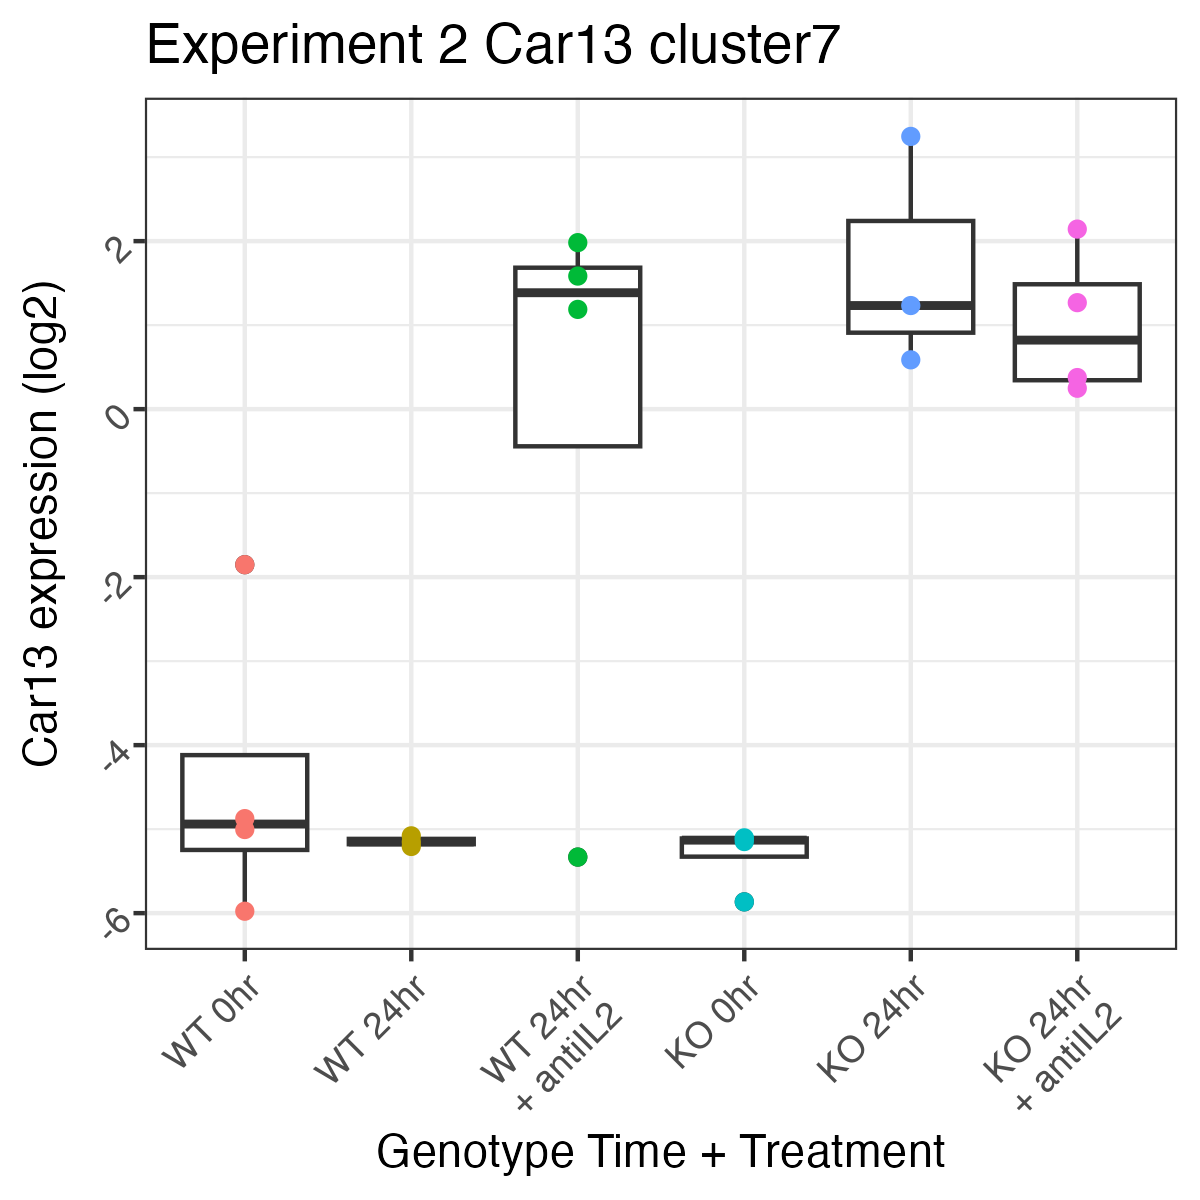 Experiment 2 Car13 cluster7
Car13 expression (log2)
2
0
-2
-4
-6
WT 0hr
WT 24hr
WT 24hr
+ antiIL2
KO 0hr
KO 24hr
KO 24hr
+ antiIL2
Genotype Time + Treatment